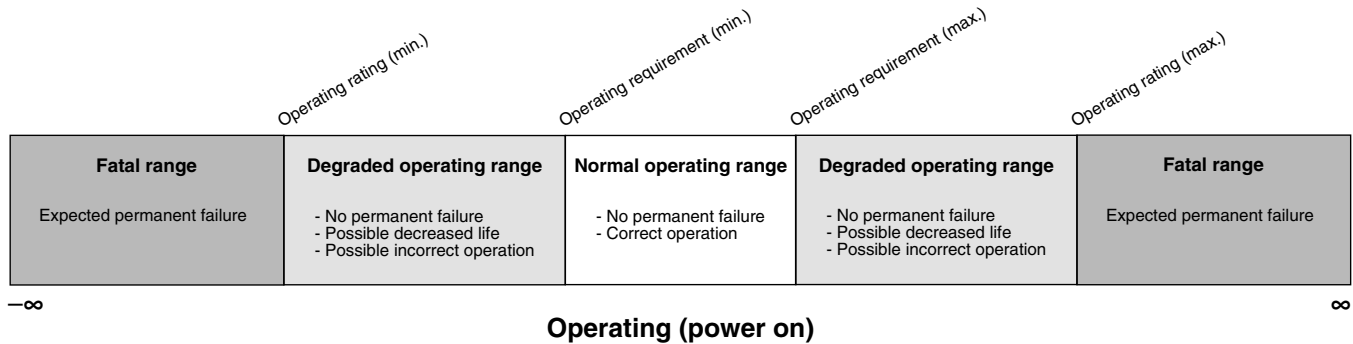 Operating rating (min.)
Operating requirement (min.)
Operating requirement (max.)
Operating rating (max.)
Fatal range
Expected permanent failure
Degraded operating range
- No permanent failure
- Possible decreased life
- Possible incorrect operation
Normal operating range
- No permanent failure
- Correct operation
Degraded operating range
- No permanent failure
- Possible decreased life
- Possible incorrect operation
Fatal range
Expected permanent failure
–∞
∞
Operating (power on)